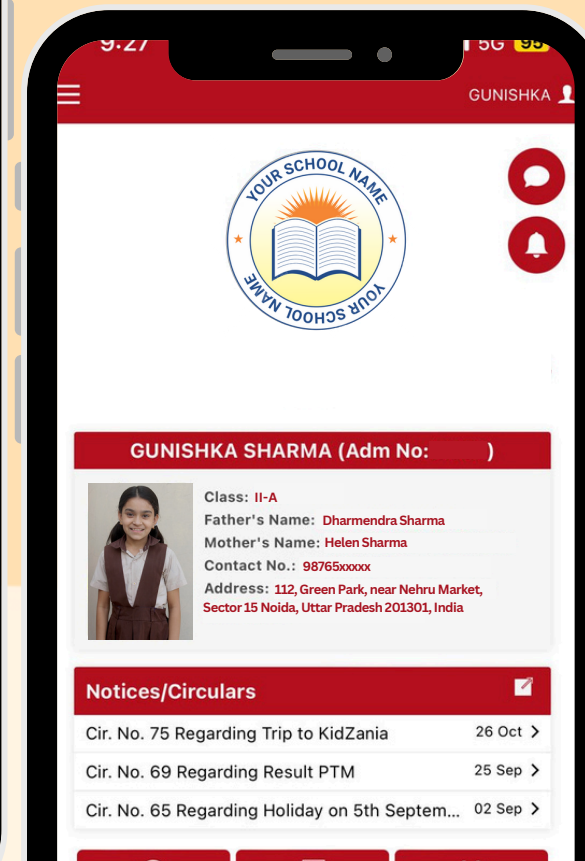 9:27
5G 95
GUNISHKA
YOUR SCHOOL NAME
YOUR SCHOOL NAME
GUNISHKA SHARMA (Adm No: )
Class: II-A
Father's Name: Dharmendra Sharma
Mother's Name: Helen Sharma
Contact No.: 98765xxxxx
Address: 112, Green Park, near Nehru Market,
Sector 15 Noida, Uttar Pradesh 201301, India
Notices/Circulars
Cir. No. 75 Regarding Trip to KidZania 26 Oct
Cir. No. 69 Regarding Result PTM 25 Sep
Cir. No. 65 Regarding Holiday on 5th Septem... 02 Sep